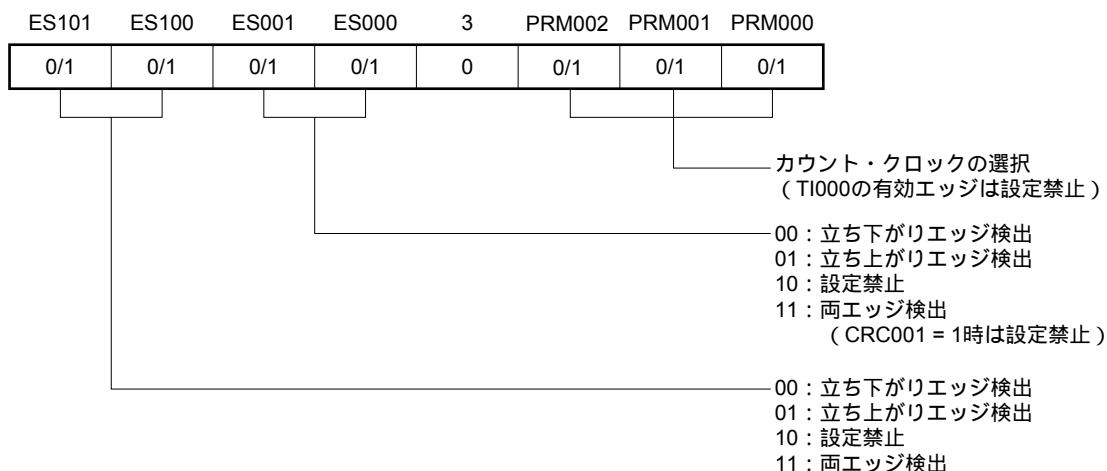 ES101 ES100 ES001 ES000 3 PRM002 PRM001 PRM000
0/1 0/1 0/1 0/1 0 0/1 0/1 0/1
カウント・クロックの選択
（TI000の有効エッジは設定禁止）
00：立ち下がりエッジ検出
01：立ち上がりエッジ検出
10：設定禁止
11：両エッジ検出
（CRC001 = 1時は設定禁止）
00：立ち下がりエッジ検出
01：立ち上がりエッジ検出
10：設定禁止
11：両エッジ検出